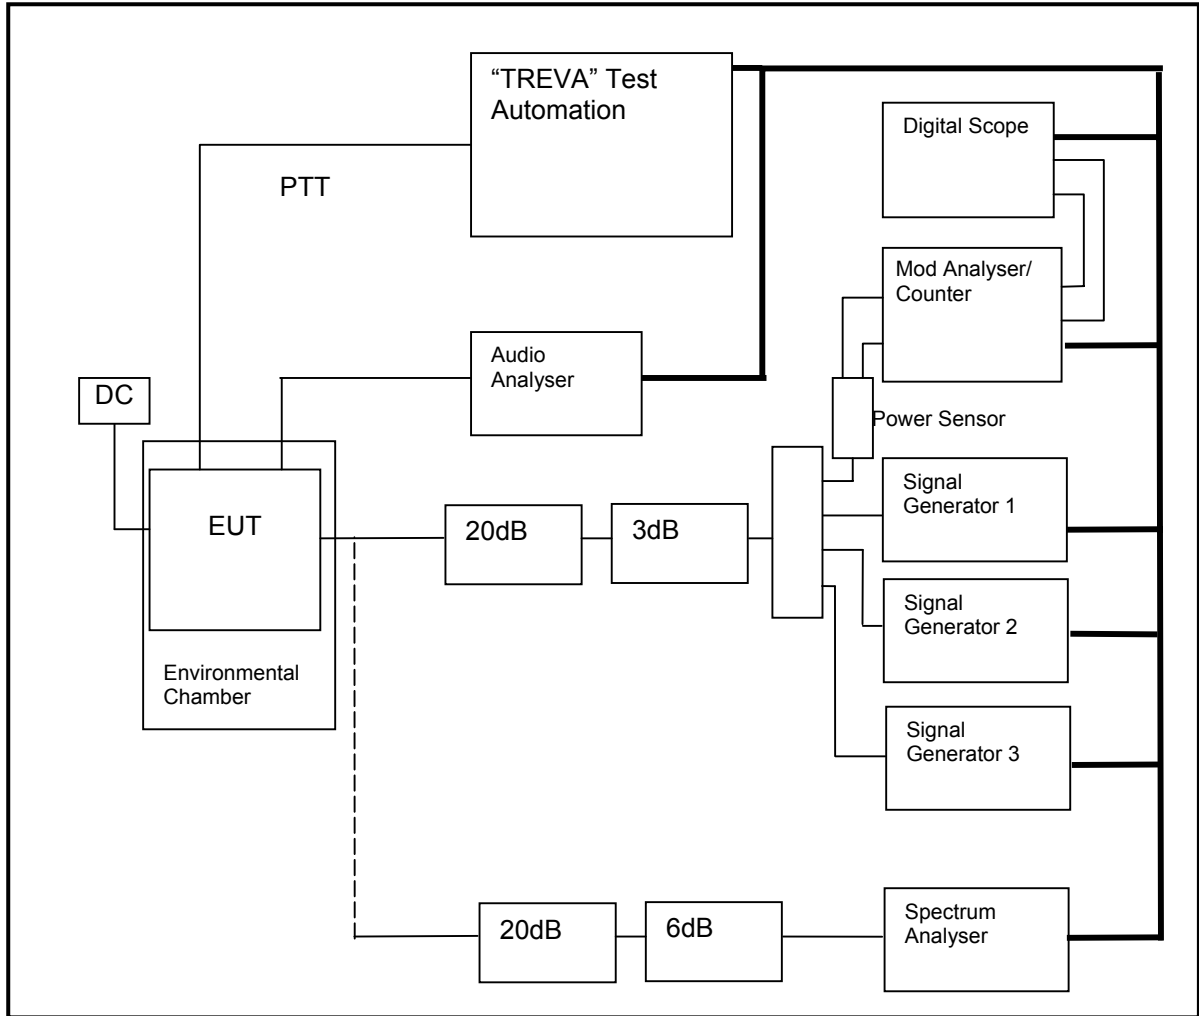 “TREVA” Test
Automation
Digital Scope
PTT
Mod Analyser/
Counter
Audio
Analyser
DC
Power Sensor
Signal
Generator 1
EUT
20dB
3dB
Signal
Generator 2
Environmental
Chamber
Signal
Generator 3
20dB
6dB
Spectrum
Analyser